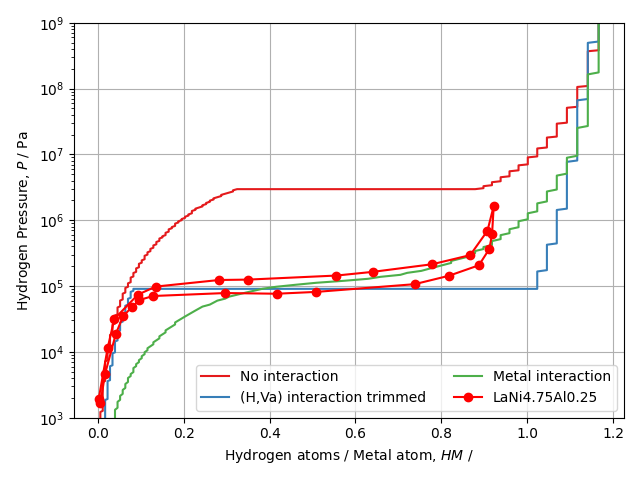 10⁹
10⁸
10⁷
10⁶
10⁵
10⁴
10³
Hydrogen Pressure, P / Pa
No interaction
(H,Va) interaction trimmed
Metal interaction
LaNi4.75Al0.25
0.0 0.2 0.4 0.6 0.8 1.0 1.2
Hydrogen atoms / Metal atom, HM /